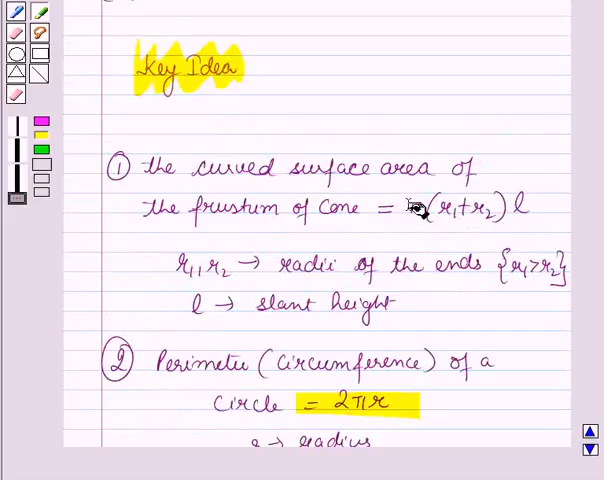 Key Idea
① the curved surface area of
the frustum of Cone = (r₁+r₂) l
r₁, r₂ → radii of the ends {r₁>r₂}
l → slant height
② Perimeter (circumference) of a
circle = 2πr
→ radius